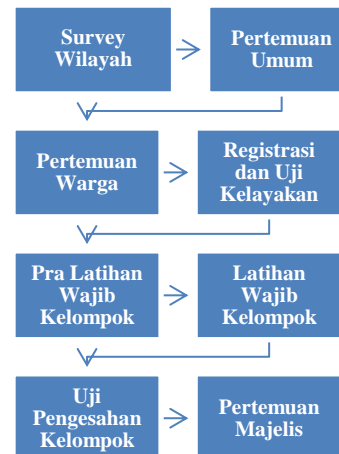 Survey
Wilayah
Pertemuan
Umum
Pertemuan
Warga
Registrasi
dan Uji
Kelayakan
Pra Latihan
Wajib
Kelompok
Latihan
Wajib
Kelompok
Uji
Pengesahan
Kelompok
Pertemuan
Majelis